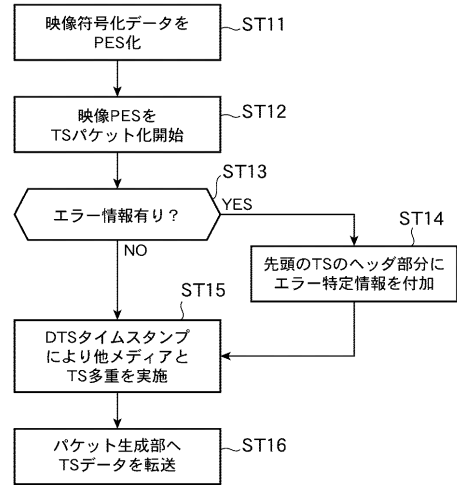 映像符号化データを
PES化
ST11
映像PESを
TSパケット化開始
ST12
エラー情報有り？
ST13
YES
NO
先頭のTSのヘッダ部分に
エラー特定情報を付加
ST14
DTSタイムスタンプ
により他メディアと
TS多重を実施
ST15
パケット生成部へ
TSデータを転送
ST16